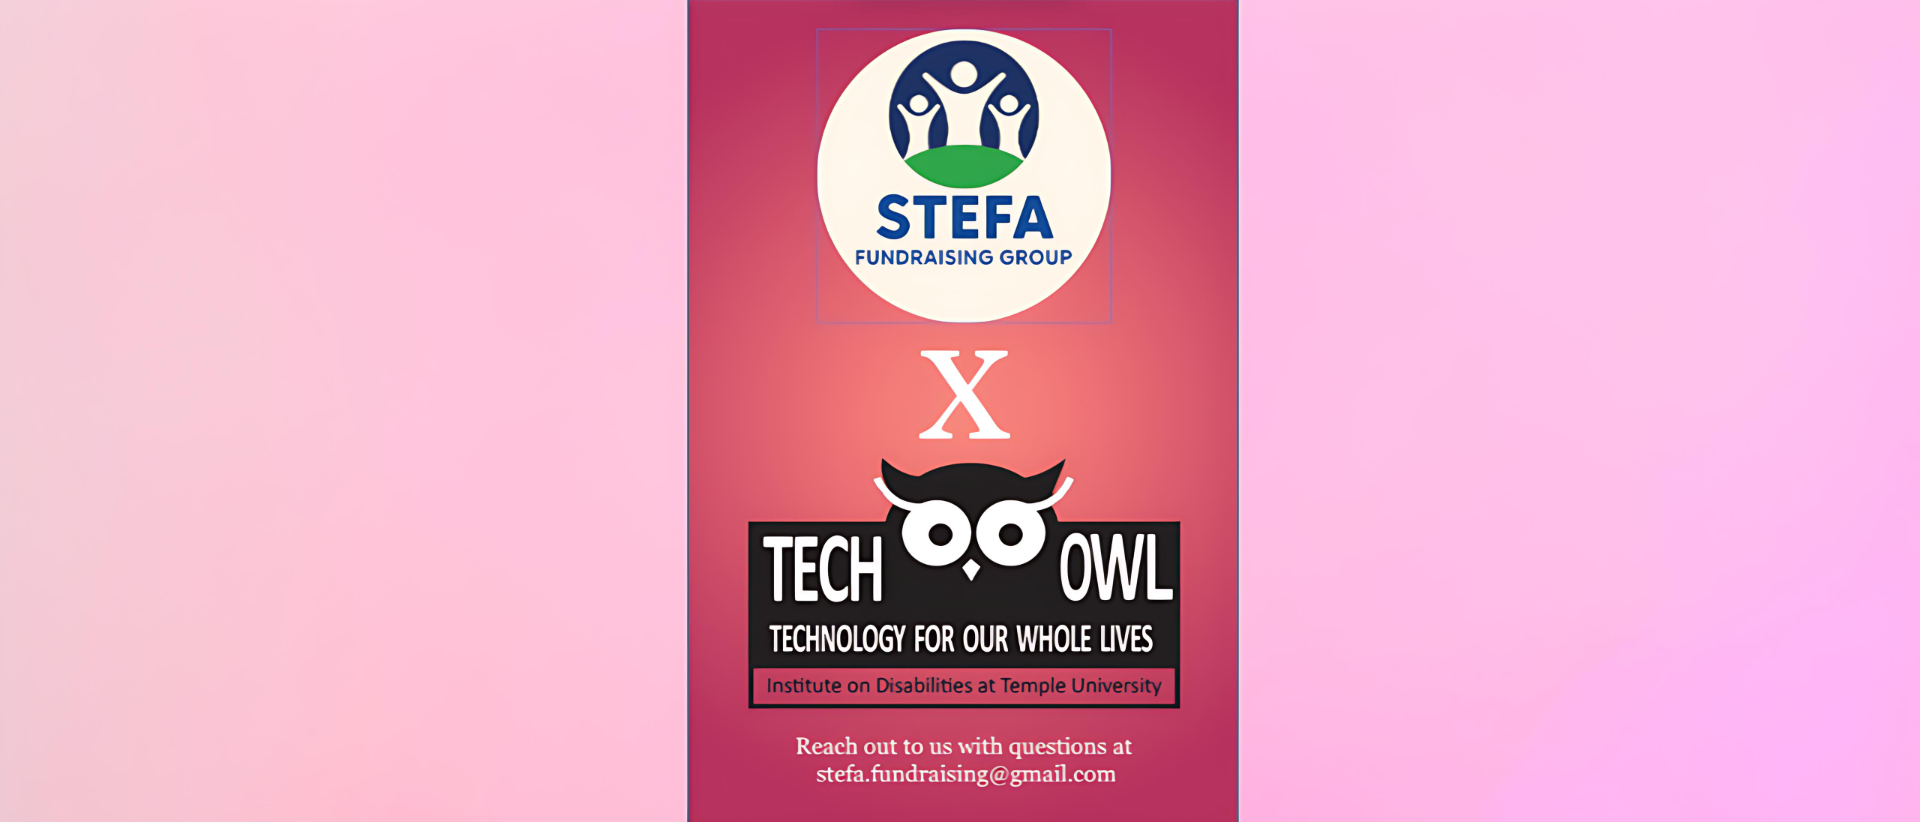 STEFA
FUNDRAISING GROUP
X
TECH OWL
TECHNOLOGY FOR OUR WHOLE LIVES
Institute on Disabilities at Temple University
Reach out to us with questions at
stefa.fundraising@gmail.com